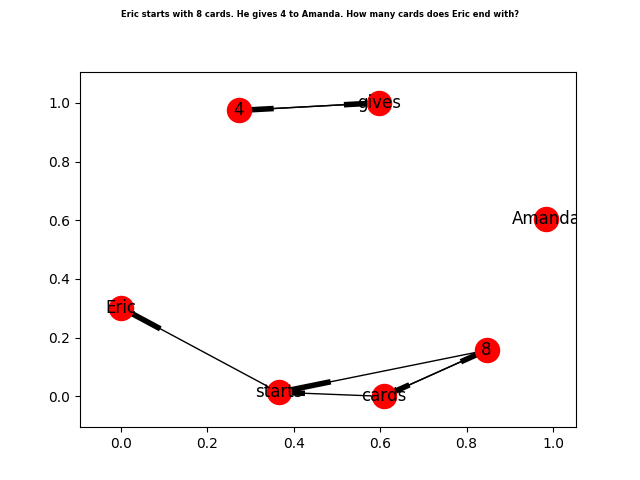 Eric starts with 8 cards. He gives 4 to Amanda. How many cards does Eric end with?
1.0
0.8
0.6
0.4
0.2
0.0
4
gives
Amanda
Eric
8
starts
cards
0.0 0.2 0.4 0.6 0.8 1.0